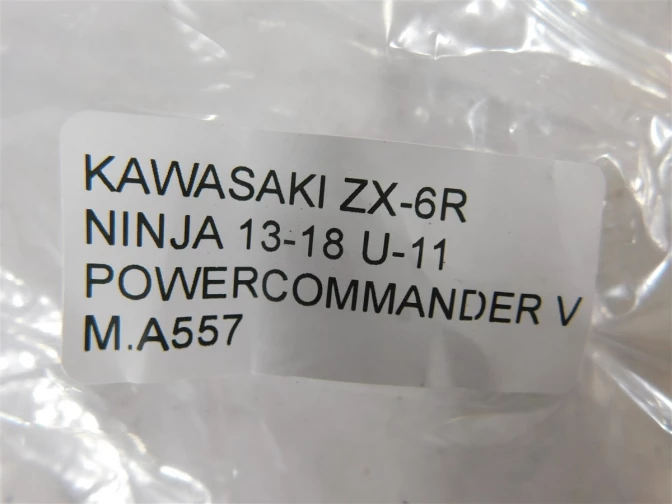 KAWASAKI ZX-6R
NINJA 13-18 U-11
POWERCOMMANDER V
M.A557